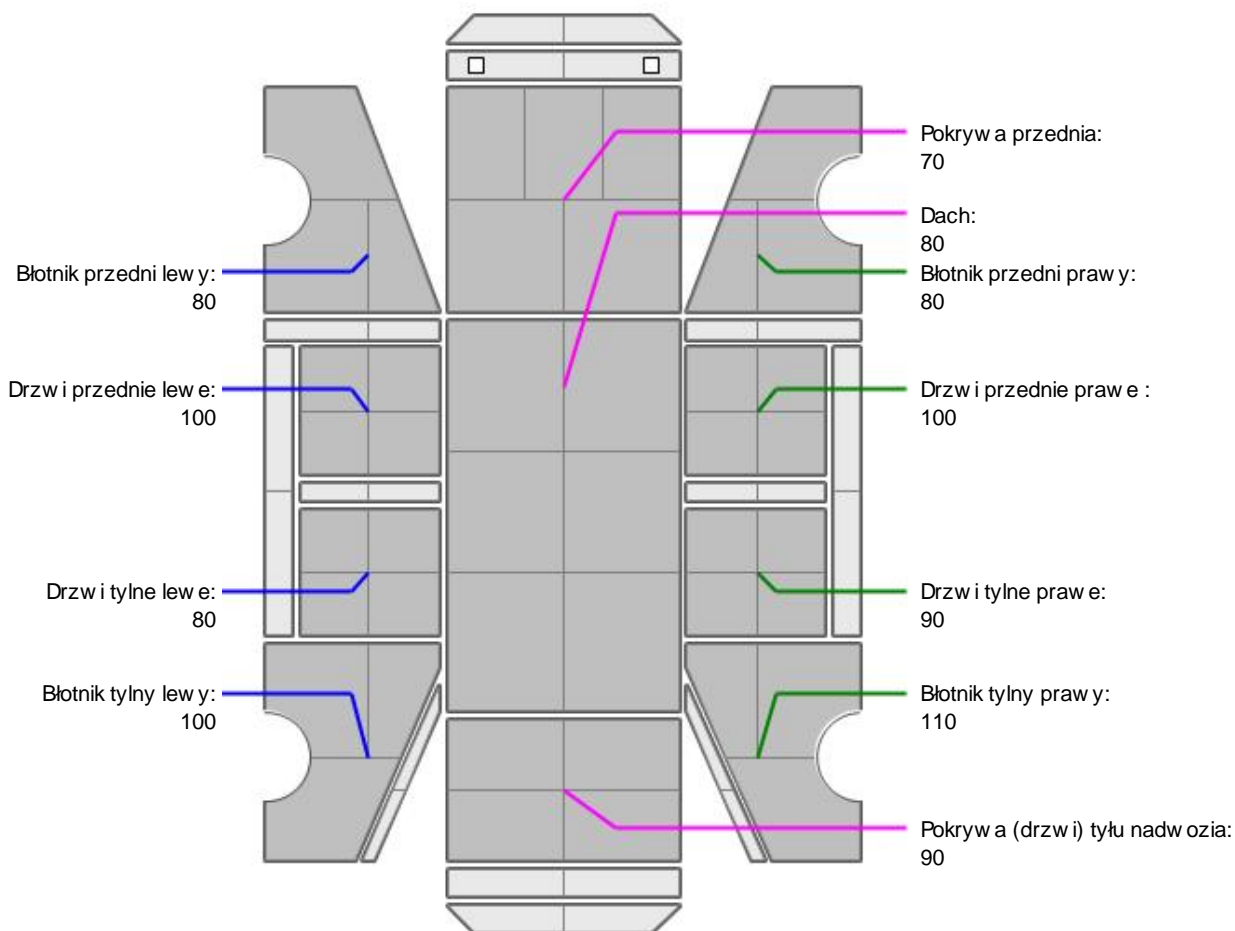 Pokrywa przednia:
70
Dach:
80
Błotnik przedni lewy:
80
Błotnik przedni prawy:
80
Drzwi przednie lewe:
100
Drzwi przednie prawe :
100
Drzwi tylne lewe:
80
Drzwi tylne prawe:
90
Błotnik tylny lewy:
100
Błotnik tylny prawy:
110
Pokrywa (drzwi) tyłu nadwozia:
90